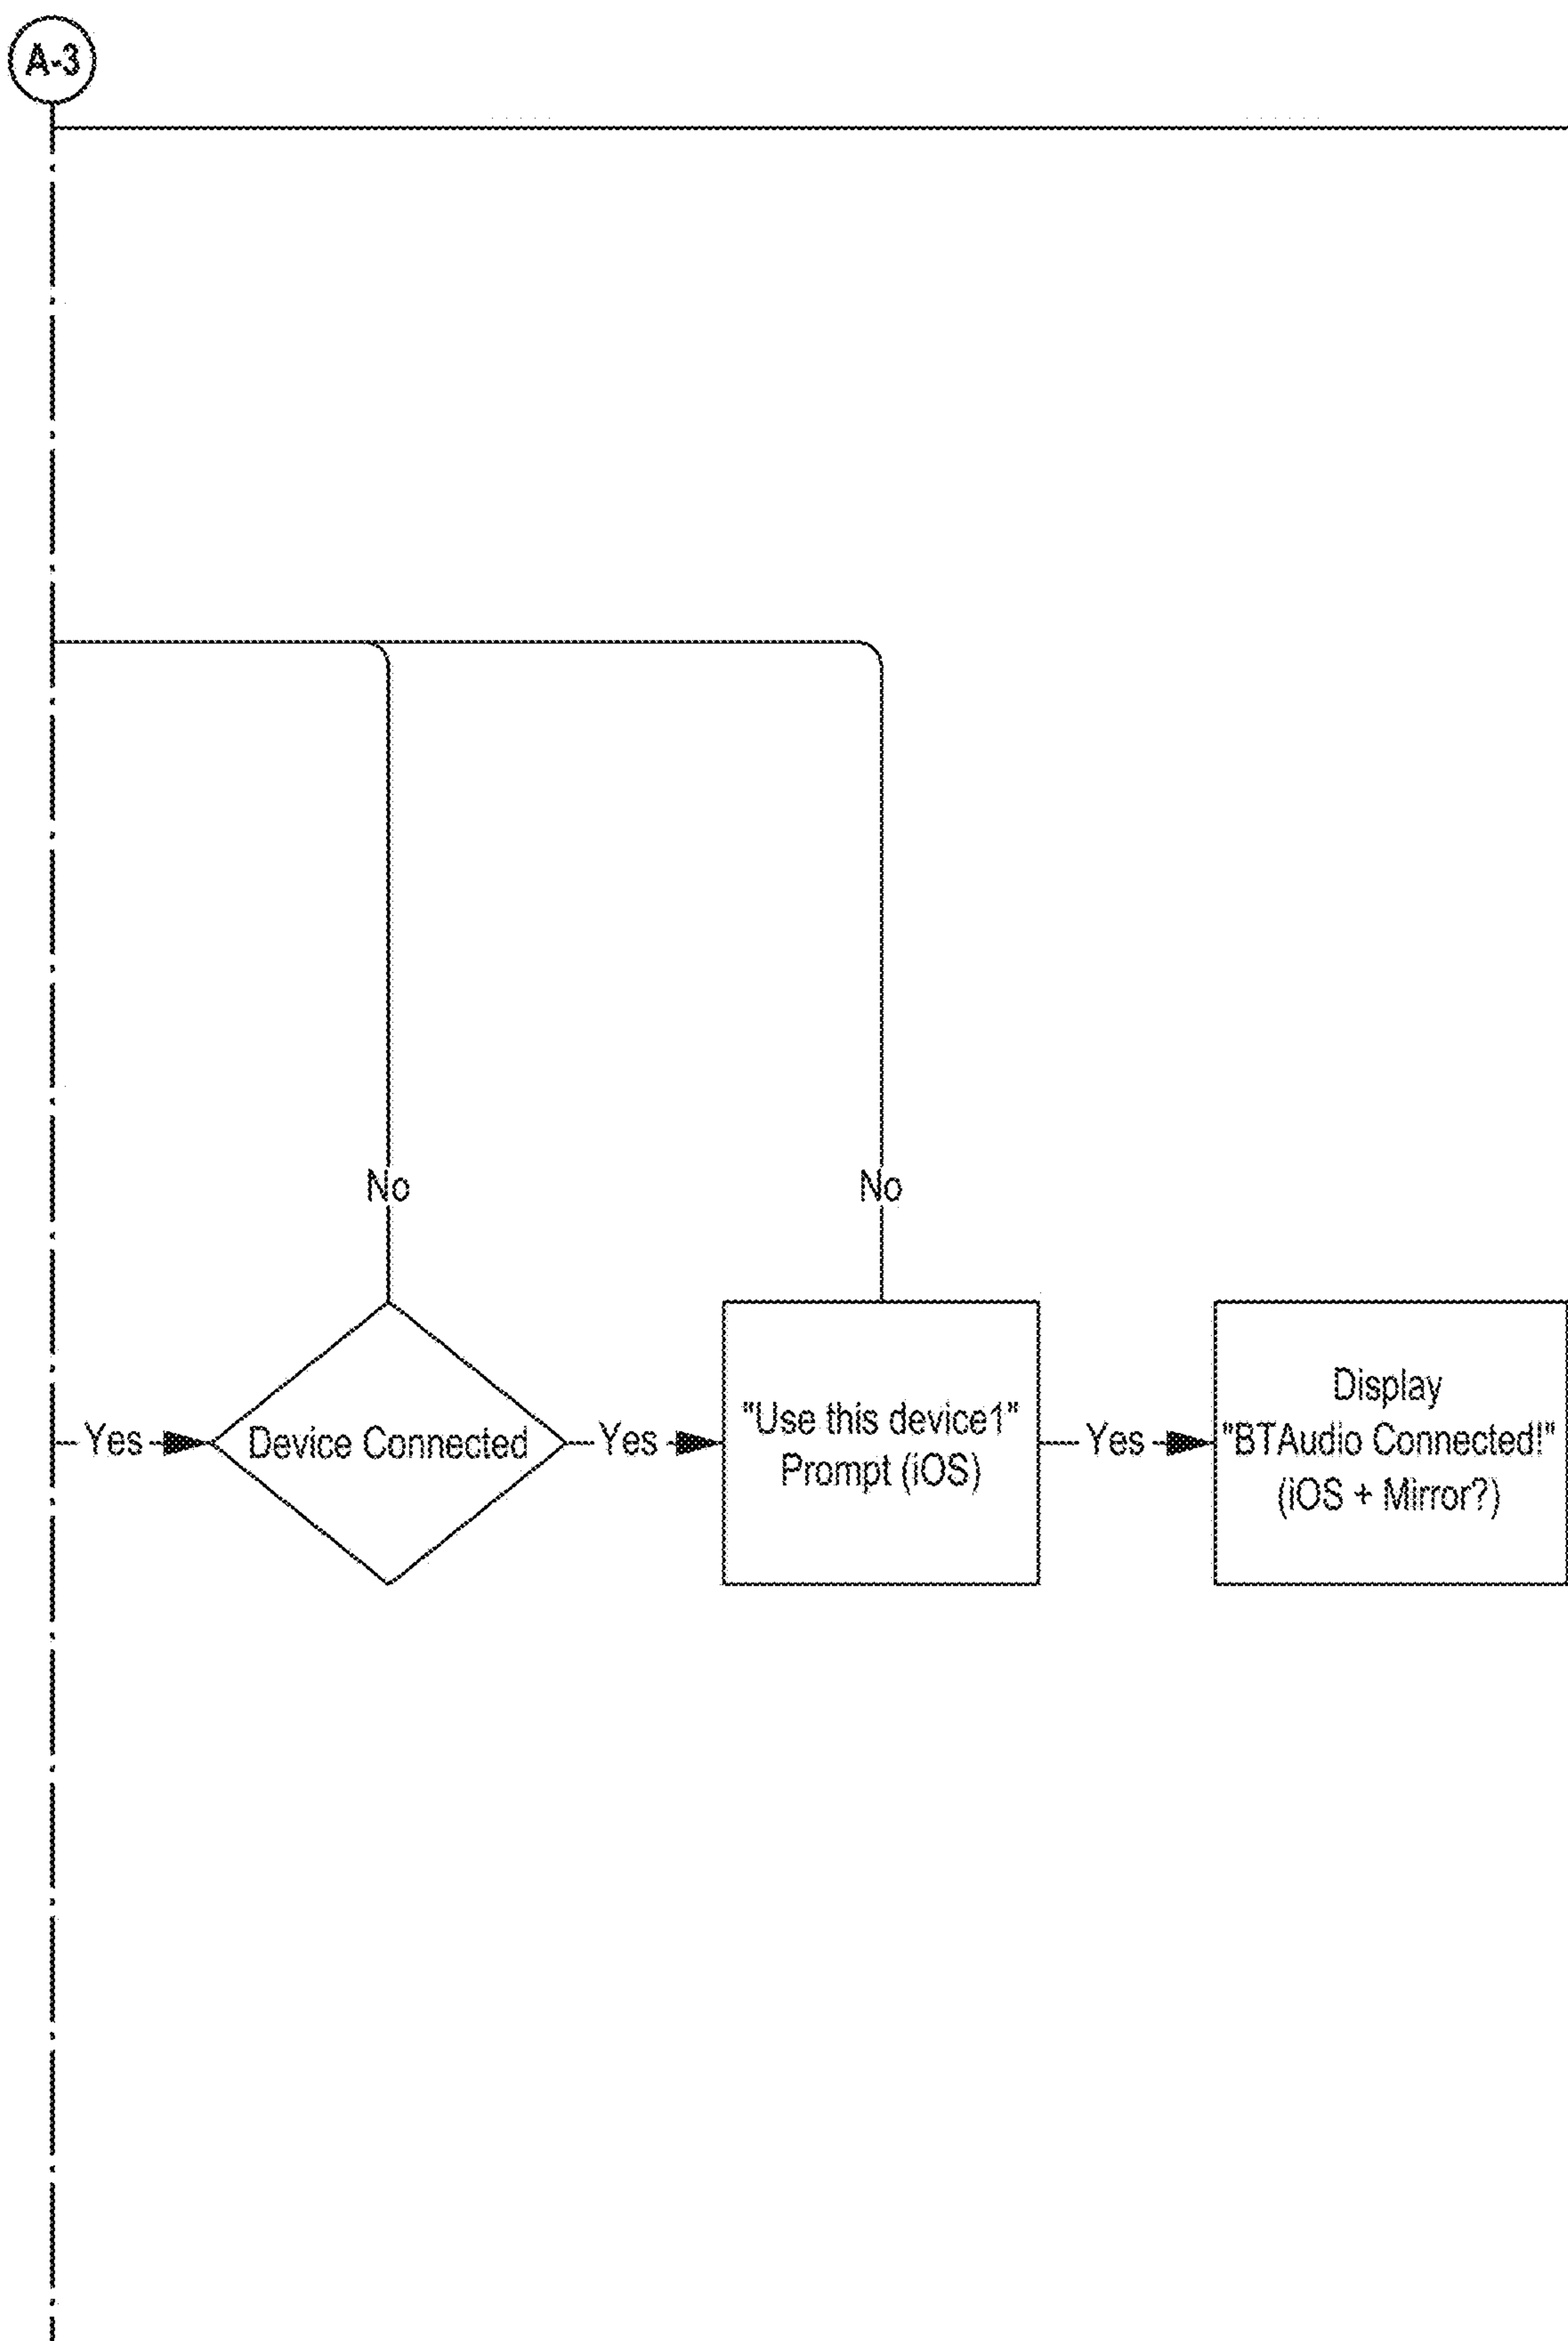 A-3
No
No
Yes
Device Connected
Yes
"Use this device1"
Prompt (iOS)
Yes
Display
"BTAudio Connected!"
(iOS + Mirror?)